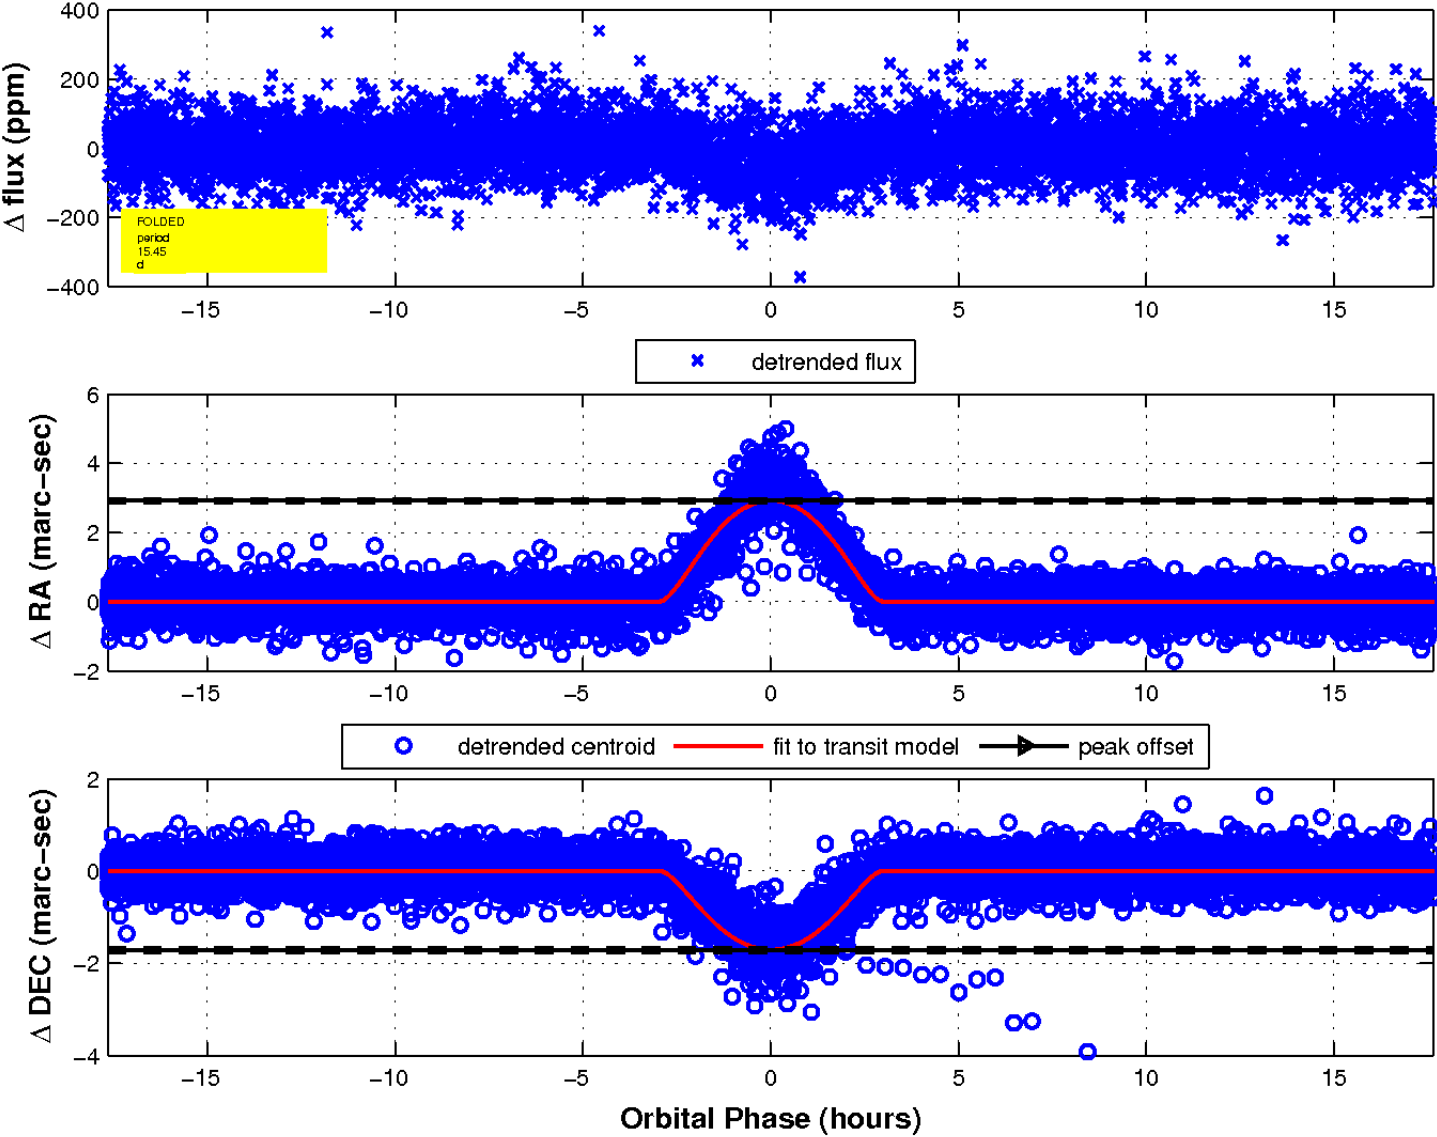 400
200
0
−200
−400
Δ flux (ppm)
FOLDED
period
15.45
d
−15 −10 −5 0 5 10 15
detrended flux
6
4
2
0
−2
Δ RA (marc−sec)
−15 −10 −5 0 5 10 15
detrended centroid fit to transit model peak offset
2
0
−2
−4
Δ DEC (marc−sec)
−15 −10 −5 0 5 10 15
Orbital Phase (hours)